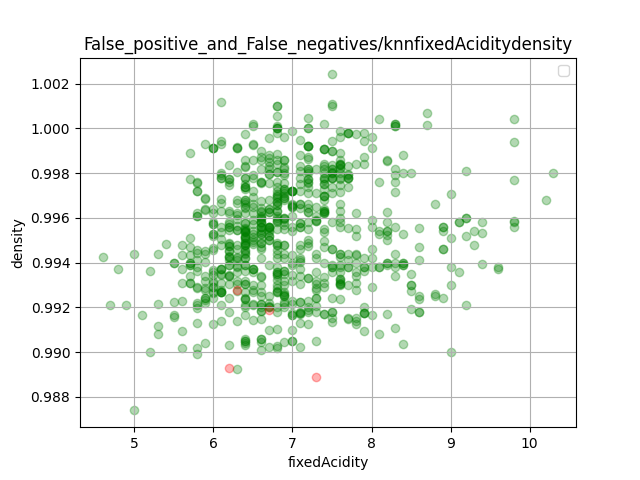 False_positive_and_False_negatives/knnfixedAciditydensity
1.002
1.000
0.998
0.996
0.994
0.992
0.990
0.988
density
5 6 7 8 9 10
fixedAcidity